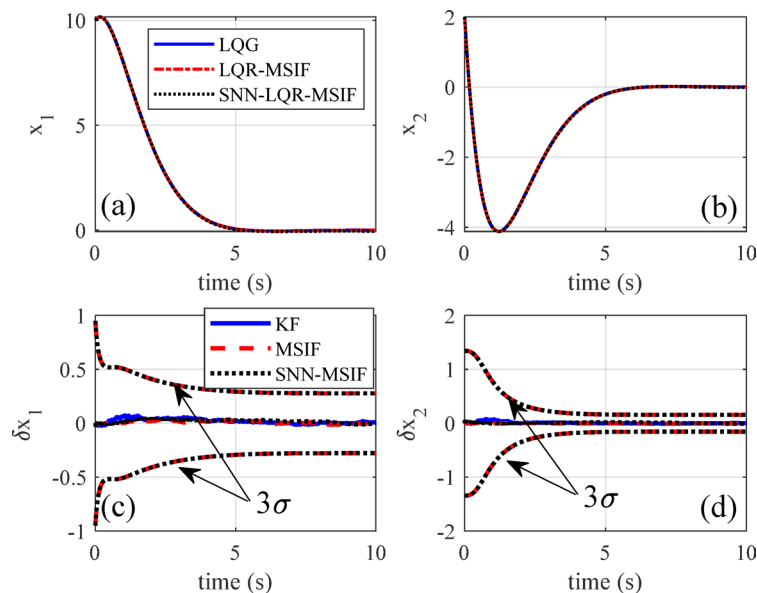 10
5
0
x1
LQG
LQR-MSIF
SNN-LQR-MSIF
(a)
0
5
10
time (s)
2
0
-2
-4
x2
(b)
0
5
10
time (s)
1
0.5
0
-0.5
-1
δx1
KF
MSIF
SNN-MSIF
3σ
(c)
0
5
10
time (s)
2
1
0
-1
-2
δx2
3σ
(d)
0
5
10
time (s)